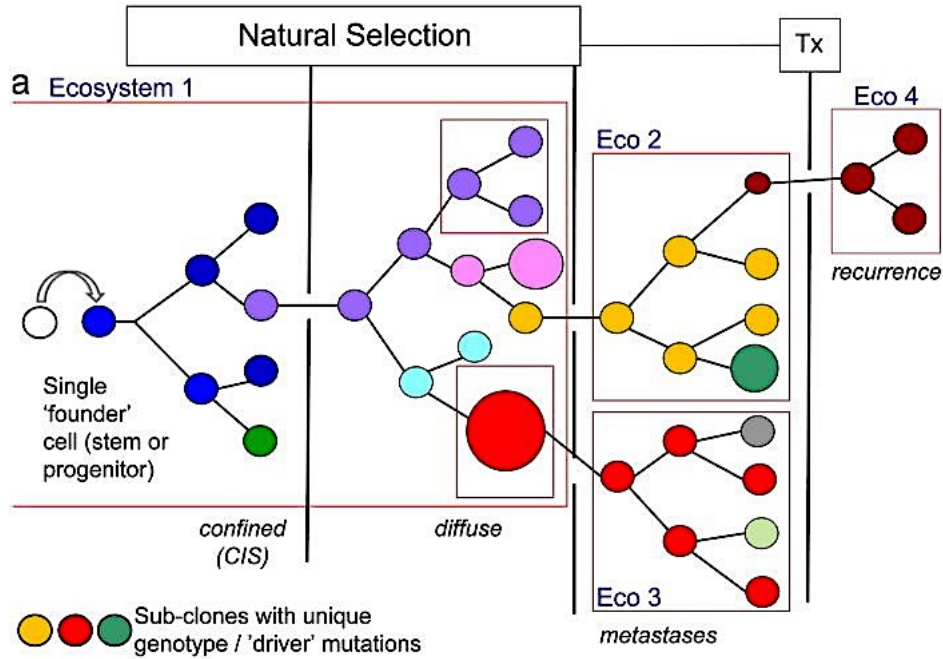 Natural Selection
Tx
a
Ecosystem 1
Eco 4
Eco 2
recurrence
Single
‘founder’
cell (stem or
progenitor)
confined
(CIS)
diffuse
Eco 3
metastases
Sub-clones with unique
genotype / ‘driver’ mutations